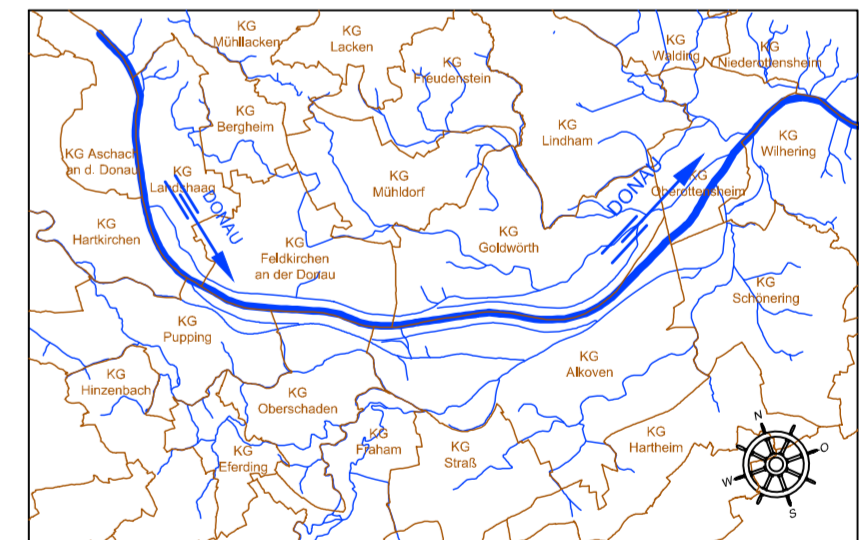 KG
Mühllacken
KG
Lacken
KG
Freudenstein
KG
Walding
KG
Niederottensheim
KG
Bergheim
KG
Lindham
KG
Wilhering
KG Aschach
an d. Donau
KG
Landshaag
KG
Mühldorf
KG
Oberottensheim
DONAU
DONAU
KG
Hartkirchen
KG
Feldkirchen
an der Donau
KG
Goldwörth
KG
Schönering
KG
Pupping
KG
Alkoven
KG
Hinzenbach
KG
Oberschaden
KG
Eferding
KG
Fraham
KG
Straß
KG
Hartheim
N
O
W
S